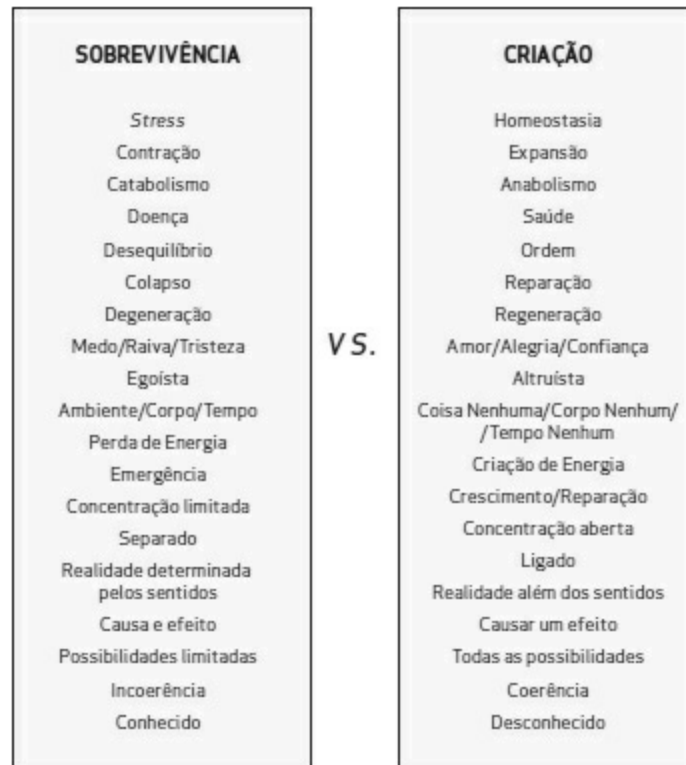 SOBREVIVÊNCIA
Stress
Contração
Catabolismo
Doença
Desequilíbrio
Colapso
Degeneração
Medo/Raiva/Tristeza
Egoísta
Ambiente/Corpo/Tempo
Perda de Energia
Emergência
Concentração limitada
Separado
Realidade determinada
pelos sentidos
Causa e efeito
Possibilidades limitadas
Incoerência
Conhecido
VS.
CRIAÇÃO
Homeostasia
Expansão
Anabolismo
Saúde
Ordem
Reparação
Regeneração
Amor/Alegria/Confiança
Altruísta
Coisa Nenhuma/Corpo Nenhum/
/Tempo Nenhum
Criação de Energia
Crescimento/Reparação
Concentração aberta
Ligado
Realidade além dos sentidos
Causar um efeito
Todas as possibilidades
Coerência
Desconhecido